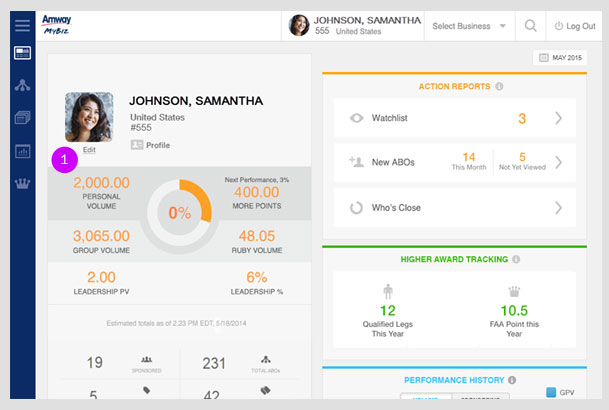 Amway
MyBiz
JOHNSON, SAMANTHA
555 United States
Select Business
Log Out
MAY 2015
JOHNSON, SAMANTHA
United States
#555
Profile
Edit
1
2,000.00
PERSONAL
VOLUME
0%
Next Performance, 3%
400.00
MORE POINTS
3,065.00
GROUP VOLUME
48.05
RUBY VOLUME
2.00
LEADERSHIP PV
6%
LEADERSHIP %
Estimated totals as of 2:23 PM EDT, 5/18/2014
19
SPONSORED
231
TOTAL ABOs
5
42
ACTION REPORTS
Watchlist
3
New ABOs
14
This Month
5
Not Yet Viewed
Who's Close
HIGHER AWARD TRACKING
12
Qualified Legs
This Year
10.5
FAA Point this
Year
PERFORMANCE HISTORY
GPV